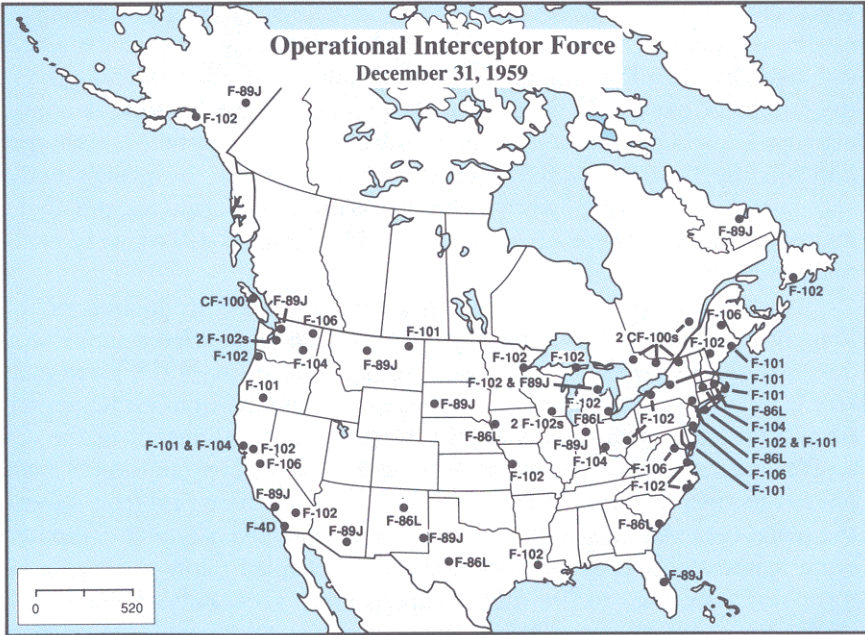 Operational Interceptor Force
December 31, 1959
F-89J
F-102
F-89J
F-102
CF-100
F-89J
F-106
2 F-102s
F-102
F-104
F-101
F-89J
F-101
F-101 & F-104
F-102
F-106
F-89J
F-102
F-4D
F-89J
F-86L
F-89J
F-86L
F-89J
F-86L
F-102
F-102
F-102
F-102
F-102 & F89J
F-102
2 F-102s
F86L
F-89J
F-104
2 CF-100s
F-106
F-102
F-102
F-106
F-102
F-86L
F-89J
F-101
F-101
F-101
F-86L
F-104
F-102 & F-101
F-86L
F-106
F-101
0
520